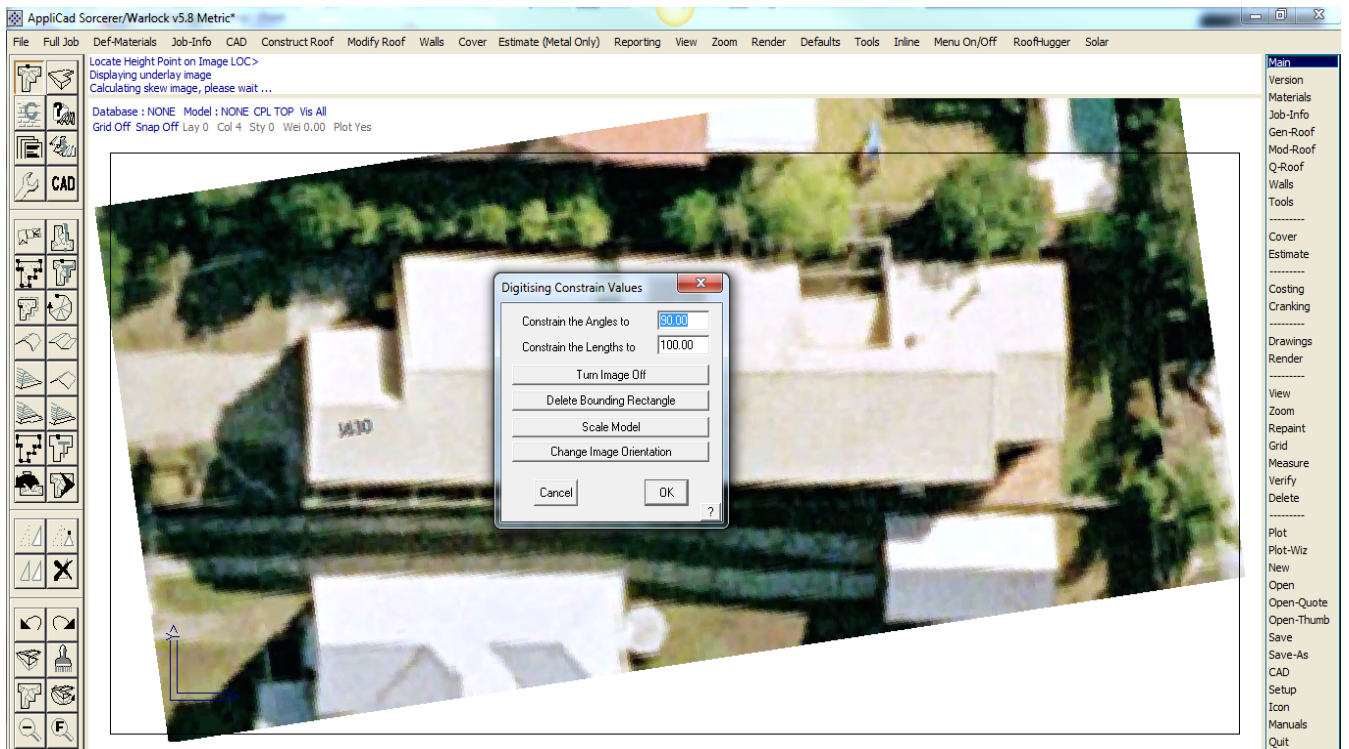 AppliCad Sorcerer/Warlock v5.8 Metric*
File Full Job Def-Materials Job-Info CAD Construct Roof Modify Roof Walls Cover Estimate (Metal Only) Reporting View Zoom Render Defaults Tools Inline Menu On/Off RoofHugger Solar
Locate Height Point on Image LOC>
Displaying underlay image
Calculating skew image, please wait ...
Database : NONE Model : NONE CPL TOP Vis All
Grid Off Snap Off Lay 0 Col 4 Sty 0 Wei 0.00 Plot Yes
CAD
Digitising Constrain Values
Constrain the Angles to 90.00
Constrain the Lengths to 100.00
Turn Image Off
Delete Bounding Rectangle
Scale Model
Change Image Orientation
Cancel OK
?
Main
Version
Materials
Job-Info
Gen-Roof
Mod-Roof
Q-Roof
Walls
Tools
---------
Cover
Estimate
---------
Costing
Cranking
---------
Drawings
Render
---------
View
Zoom
Repaint
Grid
Measure
Verify
Delete
---------
Plot
Plot-Wiz
New
Open
Open-Quote
Open-Thumb
Save
Save-As
CAD
Setup
Icon
Manuals
Quit